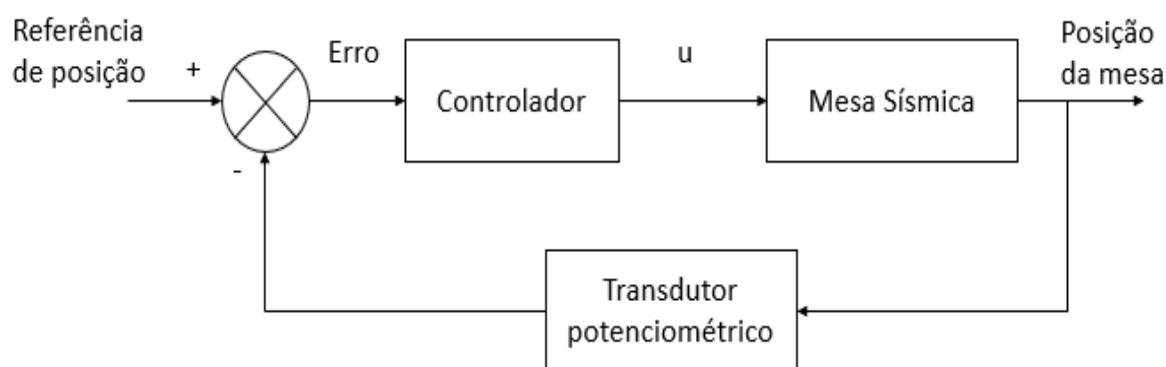 Referência
de posição
+
Erro
Controlador
u
Mesa Sísmica
Posição
da mesa
-
Transdutor
potenciométrico